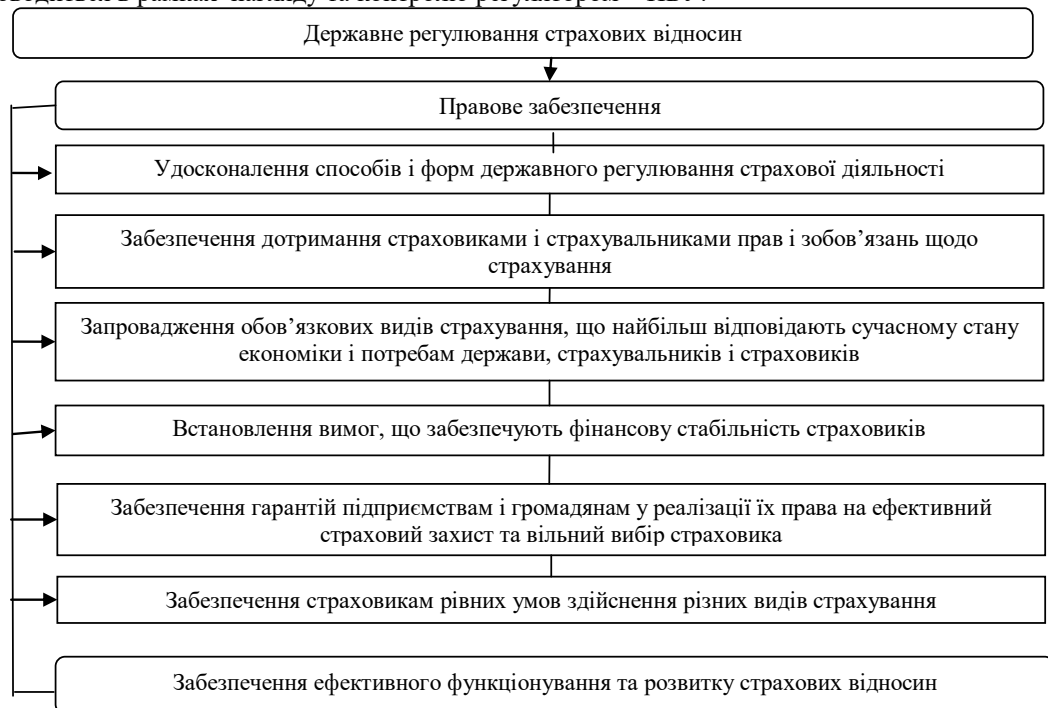 Державне регулювання страхових відносин
Правове забезпечення
Удосконалення способів і форм державного регулювання страхової діяльності
Забезпечення дотримання страховиками і страхувальниками прав і зобов’язань щодо
страхування
Запровадження обов’язкових видів страхування, що найбільш відповідають сучасному стану
економіки і потребам держави, страхувальників і страховиків
Встановлення вимог, що забезпечують фінансову стабільність страховиків
Забезпечення гарантій підприємствам і громадянам у реалізації їх права на ефективний
страховий захист та вільний вибір страховика
Забезпечення страховикам рівних умов здійснення різних видів страхування
Забезпечення ефективного функціонування та розвитку страхових відносин